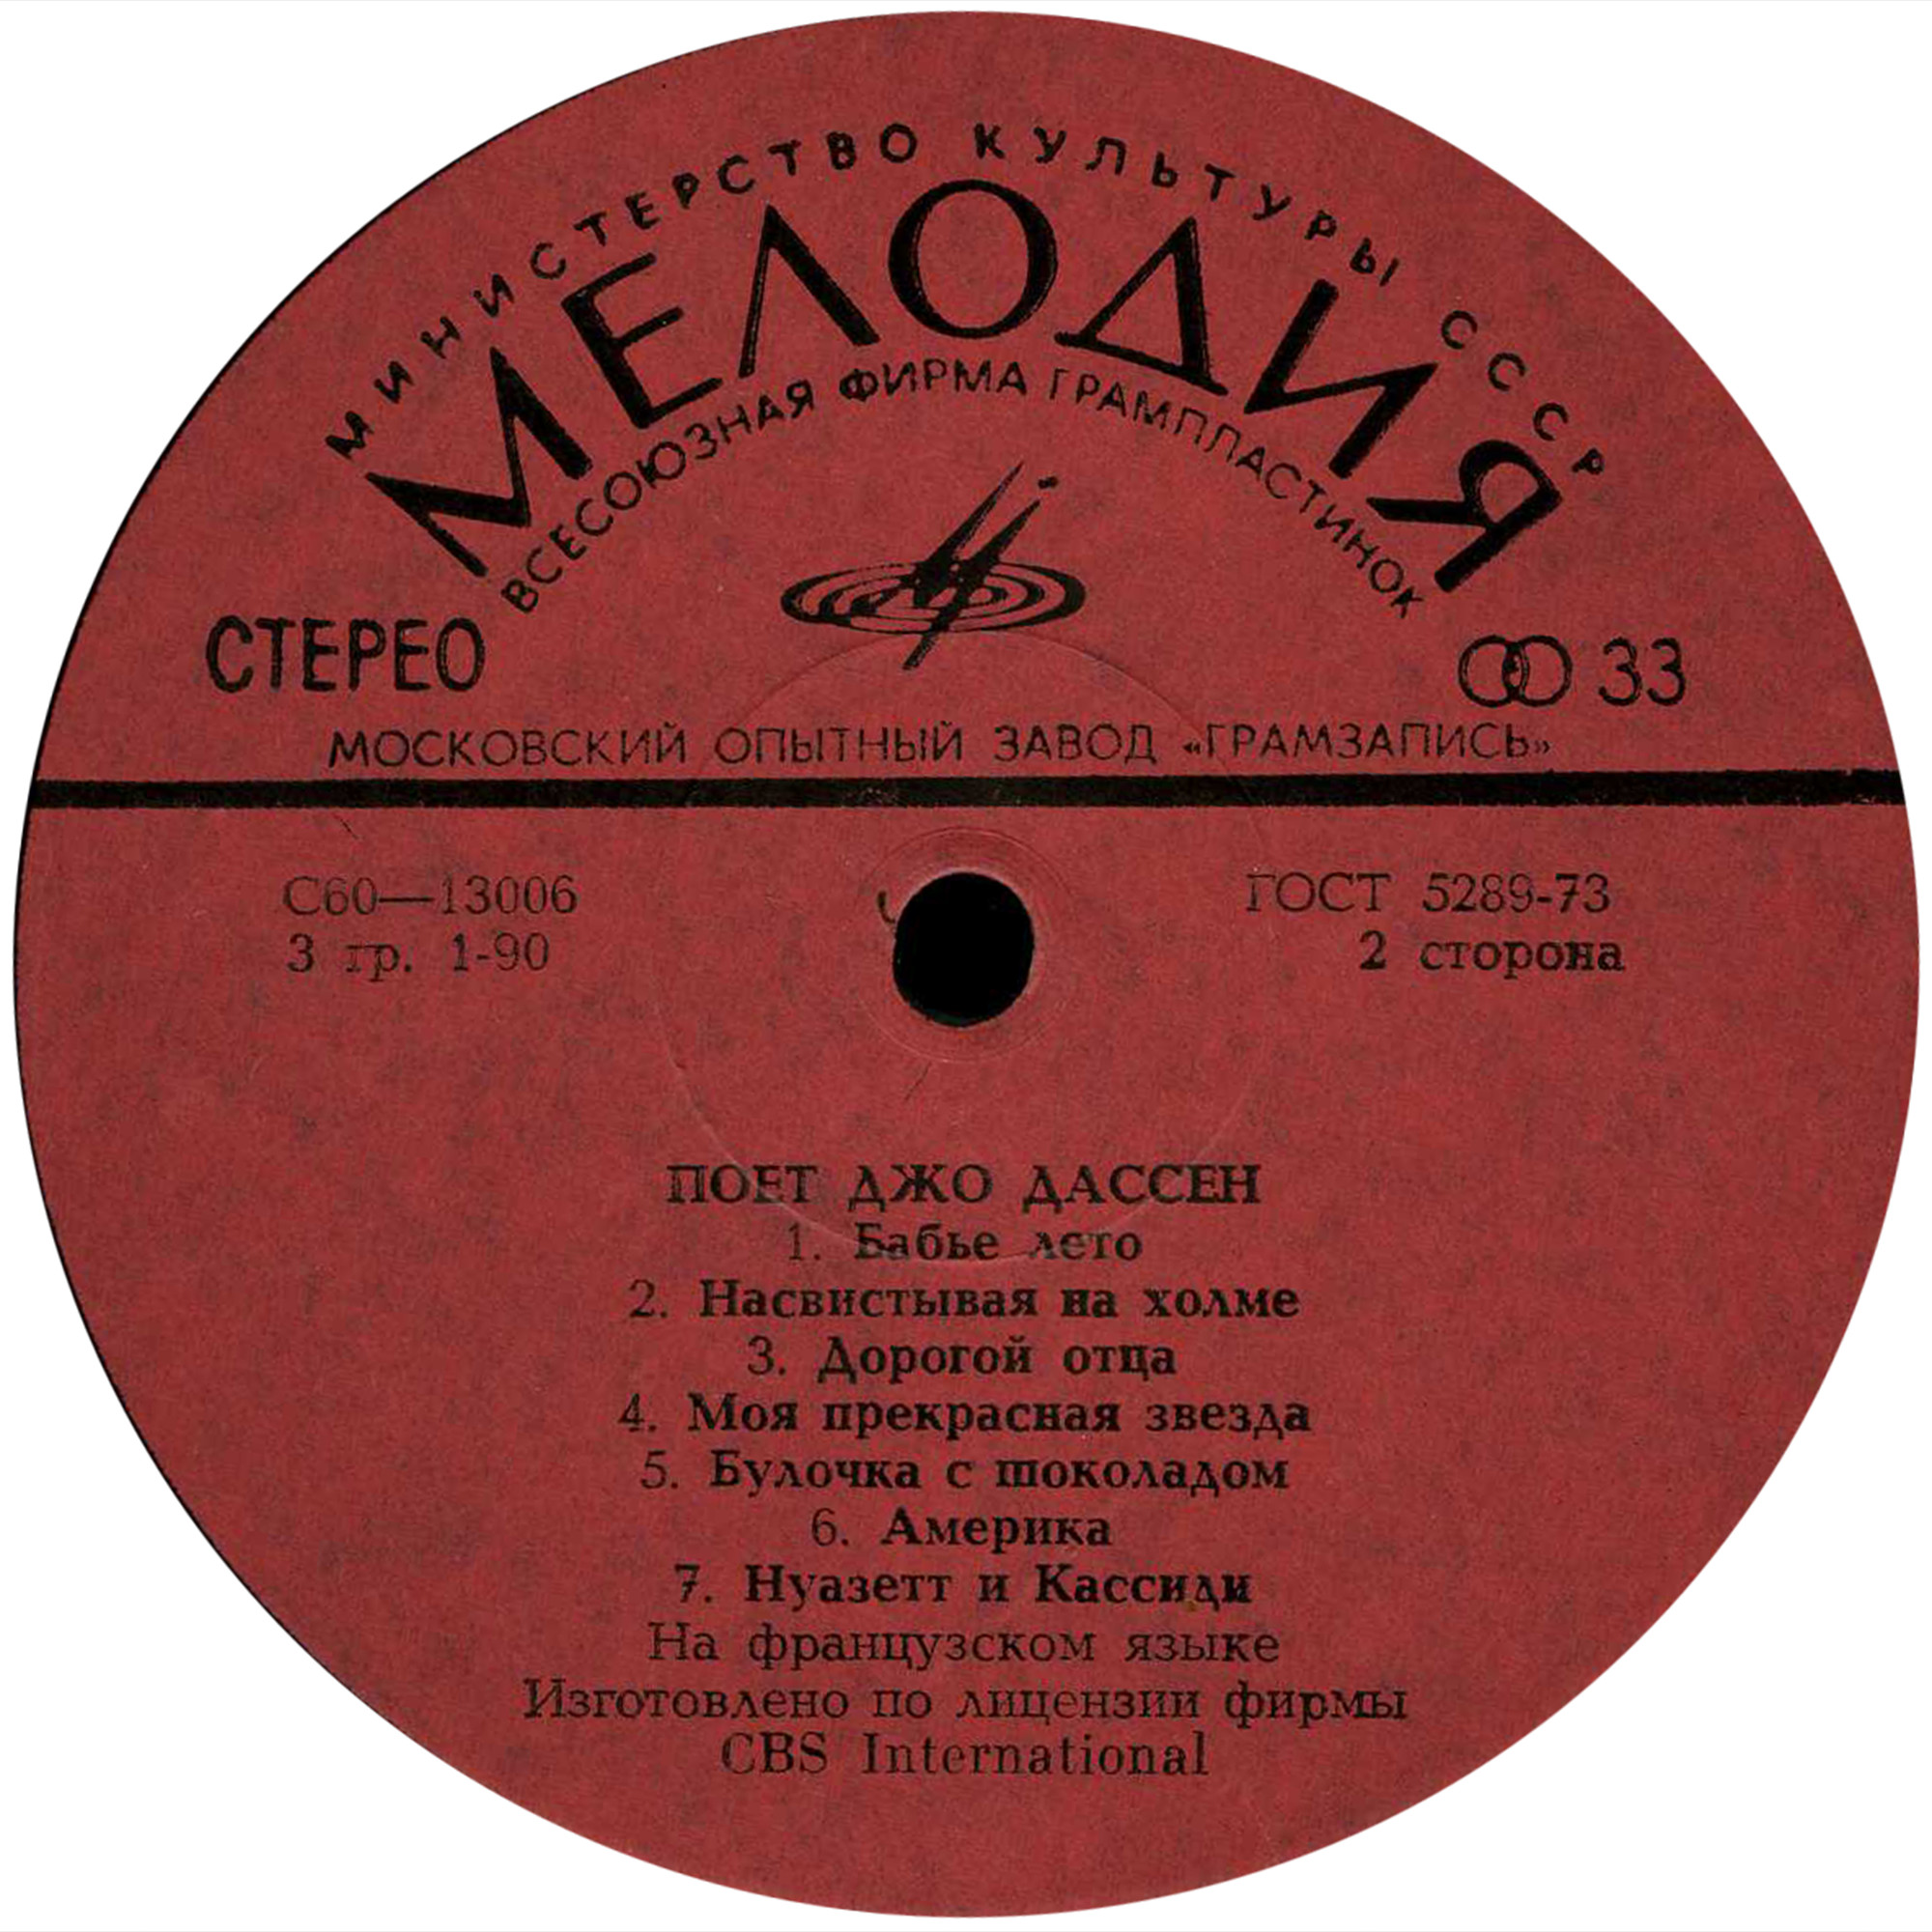 МИНИСТЕРСТВО КУЛЬТУРЫ СССР
МЕЛОДИЯ
ВСЕСОЮЗНАЯ ФИРМА ГРАМПЛАСТИНОК
СТЕРЕО
33
МОСКОВСКИЙ ОПЫТНЫЙ ЗАВОД «ГРАМЗАПИСЬ»
С60—13006
ГОСТ 5289-73
3 гр. 1-90
2 сторона
ПОЕТ ДЖО ДАССЕН
1. Бабье лето
2. Насвистывая на холме
3. Дорогой отца
4. Моя прекрасная звезда
5. Булочка с шоколадом
6. Америка
7. Нуазетт и Кассиди
На французском языке
Изготовлено по лицензии фирмы
CBS International